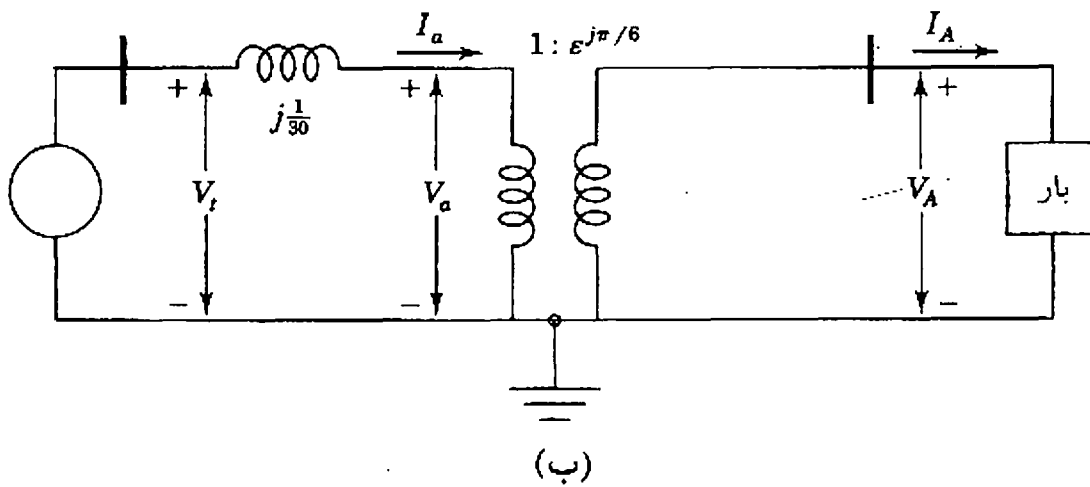 I_a 1 : ε^{jπ/6} I_A
+ + +
j 1/30
V_t V_a V_A بار
− − −
(ب)